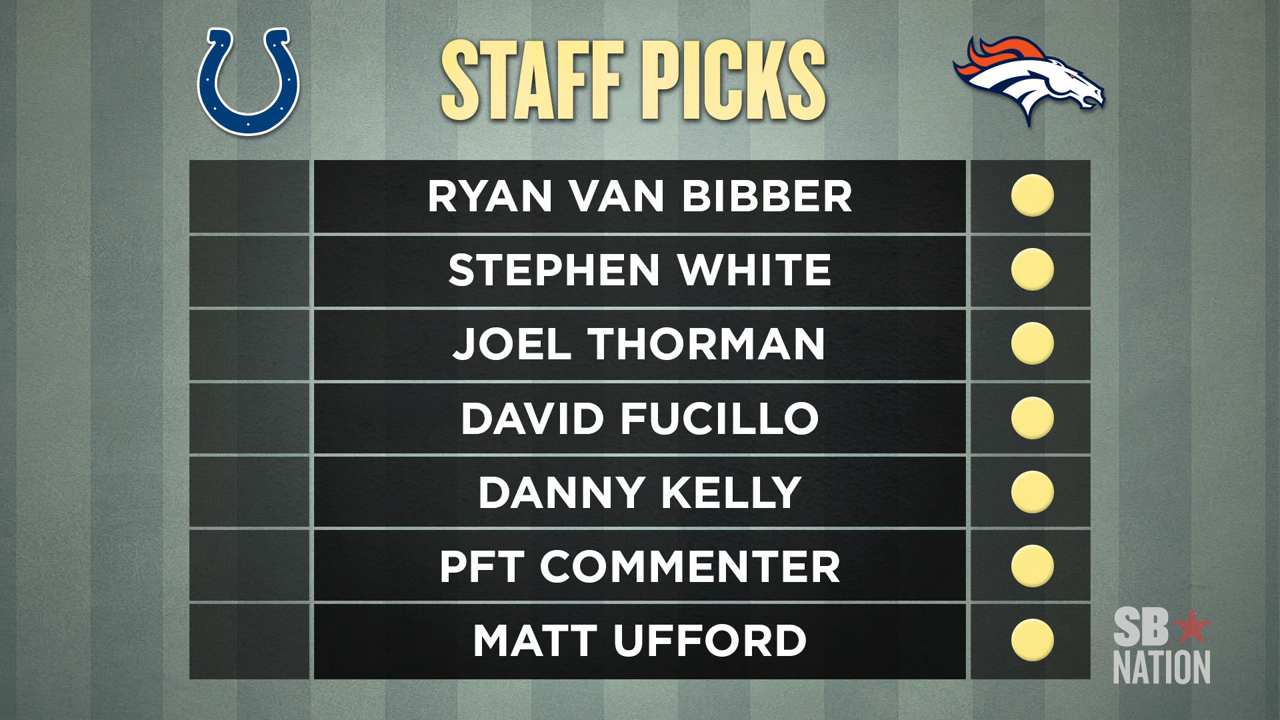 STAFF PICKS
RYAN VAN BIBBER
STEPHEN WHITE
JOEL THORMAN
DAVID FUCILLO
DANNY KELLY
PFT COMMENTER
MATT UFFORD
SB
NATION